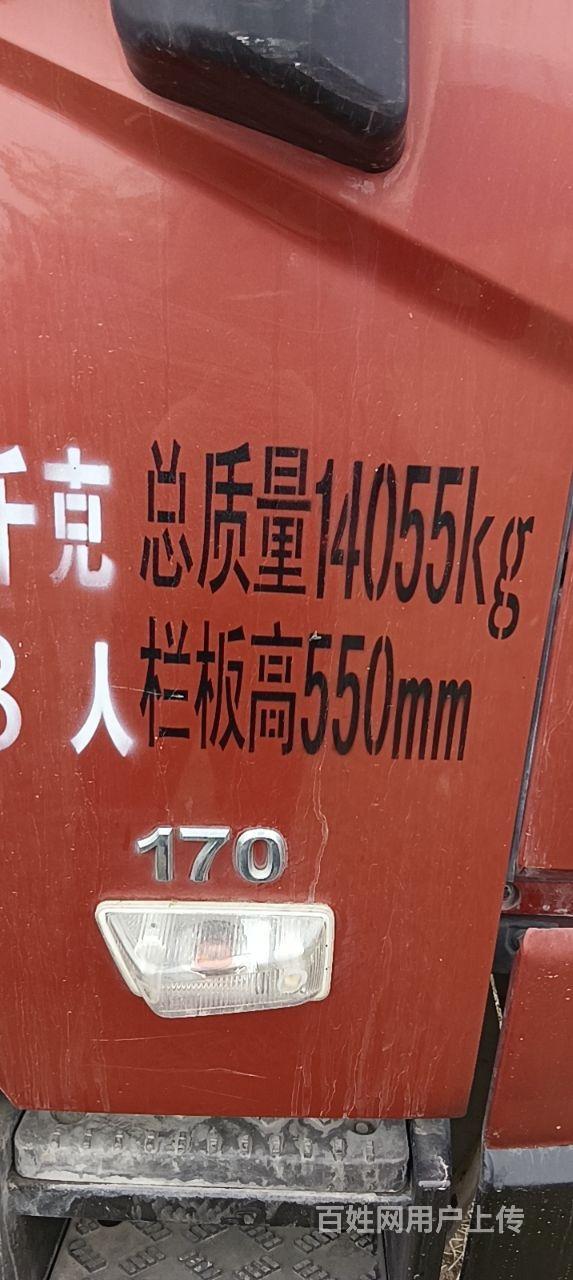 千克 总质量14055kg
人 栏板高550mm
170
百姓网用户上传